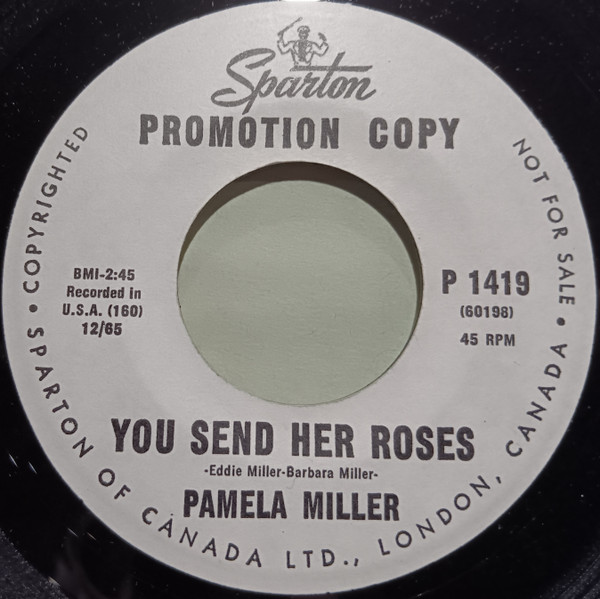 Sparton
PROMOTION COPY
BMI-2:45
Recorded in
U.S.A. (160)
12/65
P 1419
(60198)
45 RPM
YOU SEND HER ROSES
-Eddie Miller-Barbara Miller-
PAMELA MILLER
COPYRIGHTED • SPARTON OF CANADA LTD., LONDON, CANADA • NOT FOR SALE